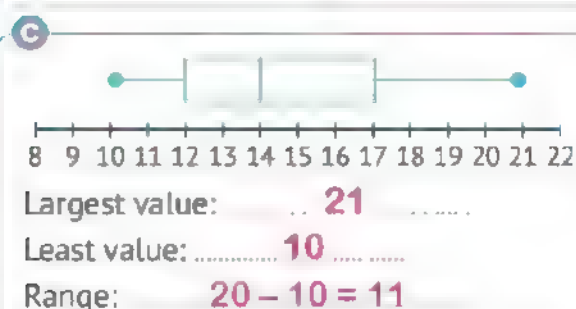 C
8 9 10 11 12 13 14 15 16 17 18 19 20 21 22
Largest value: .. 21 ......
Least value: ............. 10 ..... ......
Range: 20 – 10 = 11